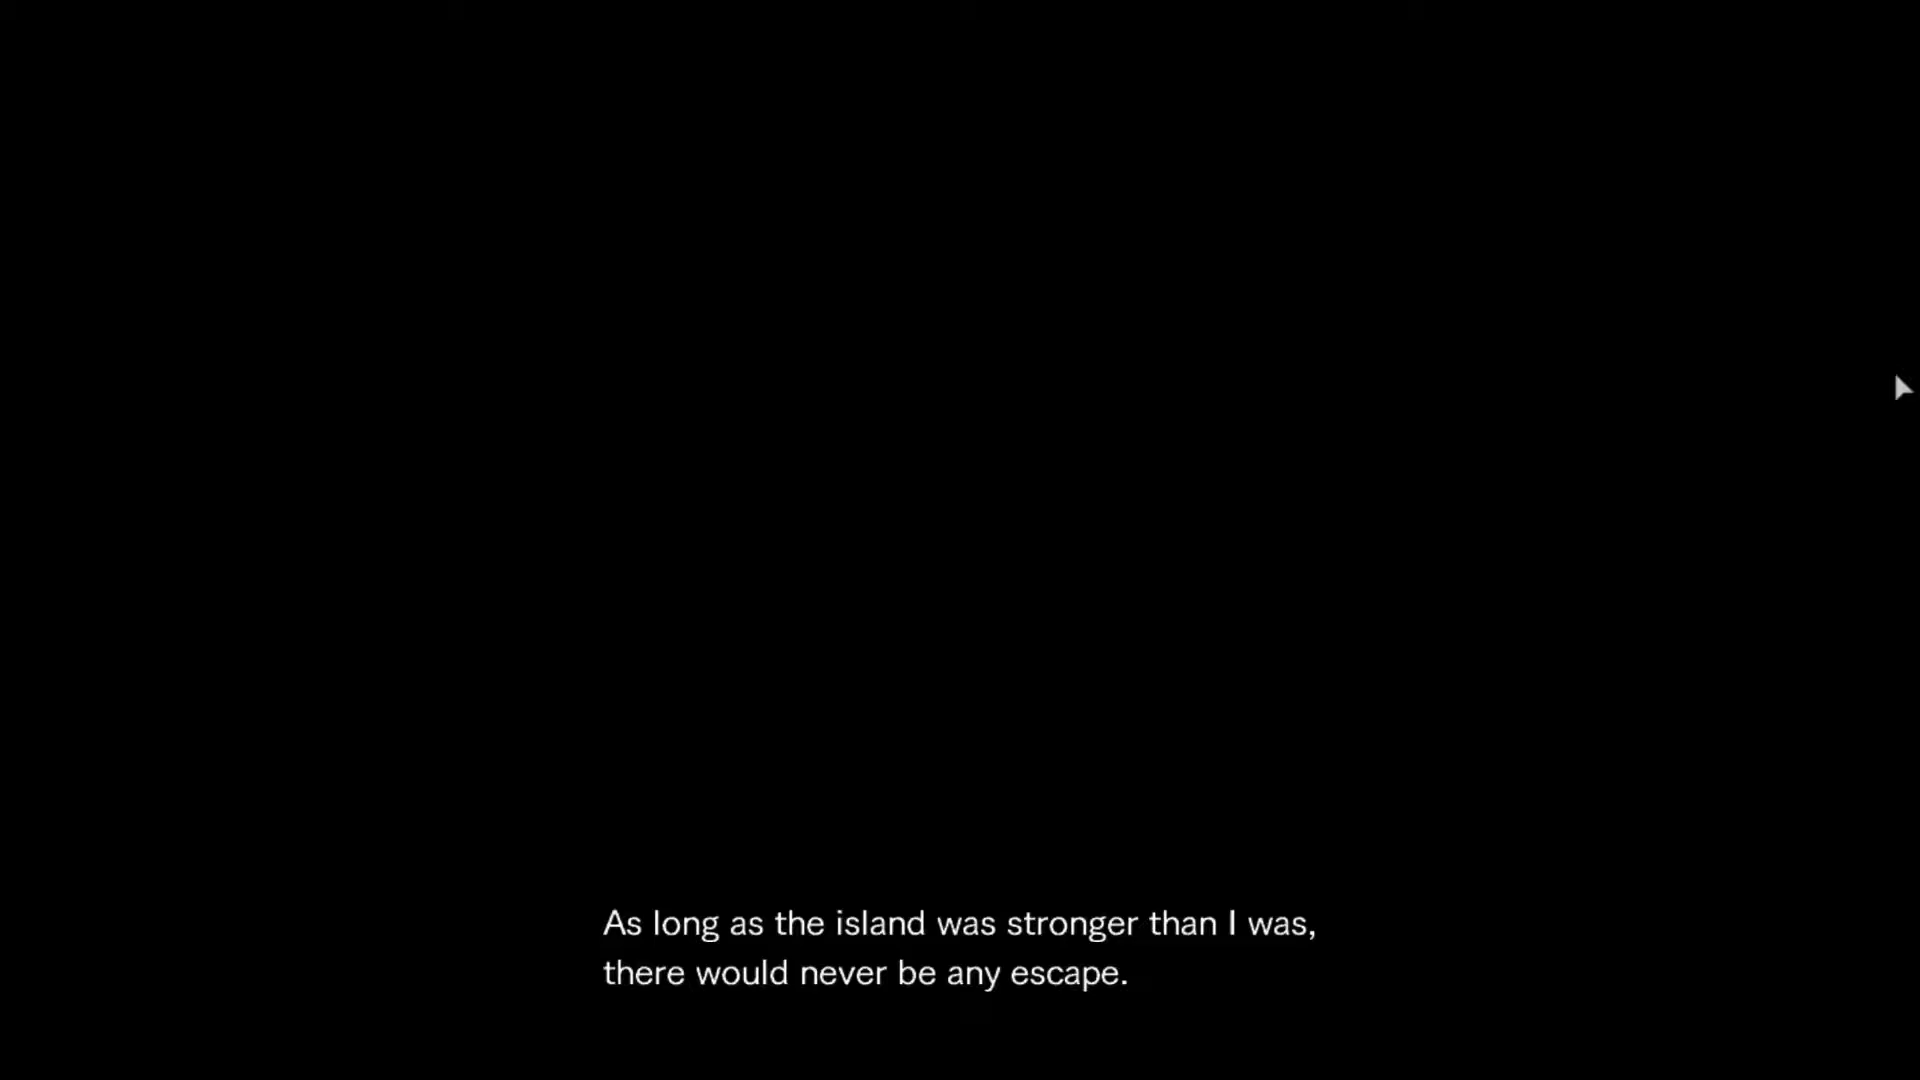 As long as the island was stronger than I was,
there would never be any escape.